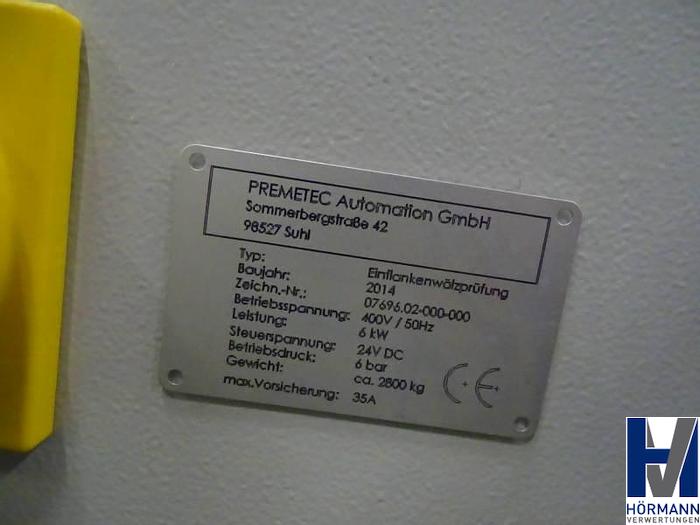 PREMETEC Automation GmbH
Sommerbergstraße 42
98527 Suhl
Typ: Einflankenwälzprüfung
Baujahr: 2014
Zeichn.-Nr.: 07696.02-000-000
Betriebsspannung: 400V / 50Hz
Leistung: 6 kW
Steuerspannung: 24V DC
Betriebsdruck: 6 bar
Gewicht: ca. 2800 kg
max.Vorsicherung: 35A
CE
HÖRMANN
VERWERTUNGEN